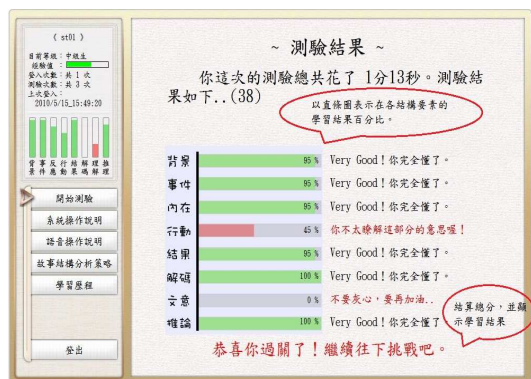 ( st01 )
目前等級：中級生
經驗值：
登入次數：共 1 次
測驗次數：共 3 次
上次登入：
2010/5/15_15:49:20
背景 事件 反應 行動 結果 解碼 理解 推理
開始測驗
系統操作說明
語音操作說明
故事結構分析策略
學習歷程
登出
~ 測驗結果 ~
你這次的測驗總共花了 1分13秒。測驗結
果如下..(38)
以直條圖表示在各結構要素的
學習結果百分比。
背景 95 % Very Good！你完全懂了。
事件 95 % Very Good！你完全懂了。
內在 95 % Very Good！你完全懂了。
行動 45 % 你不太瞭解這部分的意思喔！
結果 95 % Very Good！你完全懂了。
解碼 100 % Very Good！你完全懂了。
文意 0 % 不要灰心，要再加油..
推論 100 % Very Good！你完全懂了
結算總分，並顯
示學習結果
恭喜你過關了！繼續往下挑戰吧。